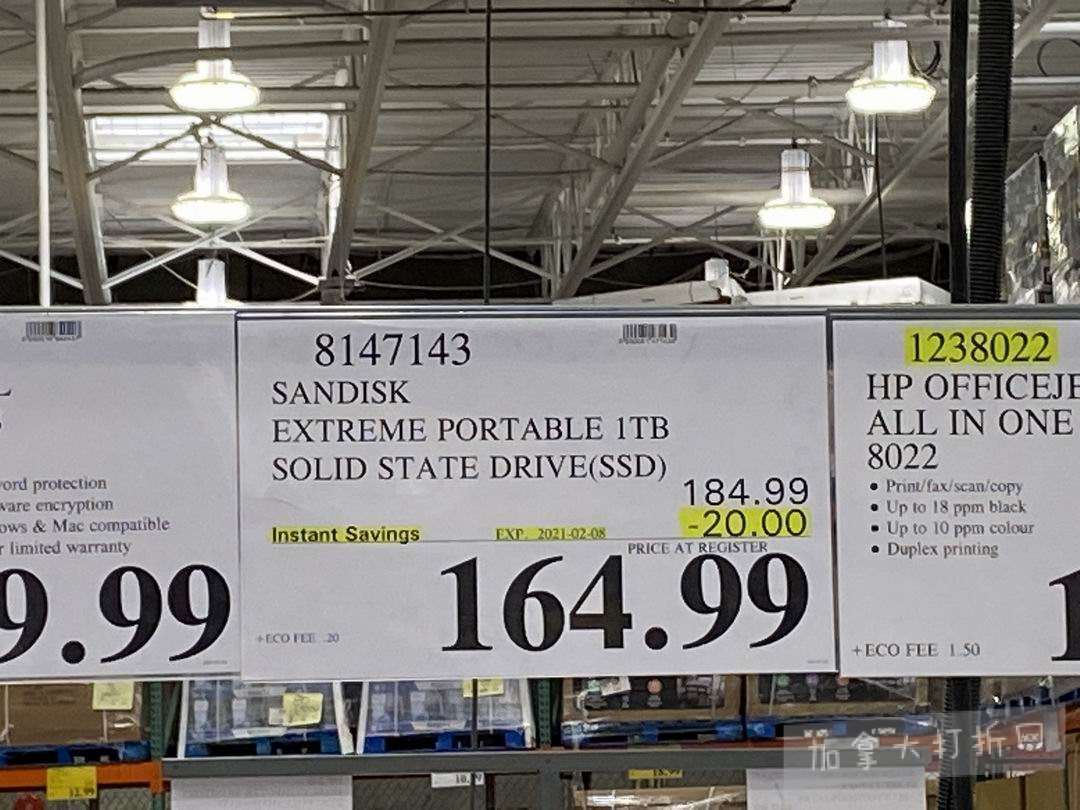 ord protection
ware encryption
ows & Mac compatible
r limited warranty
9.99
8147143
SANDISK
EXTREME PORTABLE 1TB
SOLID STATE DRIVE(SSD)
184.99
Instant Savings EXP. 2021-02-08 -20.00
PRICE AT REGISTER
164.99
+ECO FEE .20
1238022
HP OFFICEJE
ALL IN ONE
8022
• Print/fax/scan/copy
• Up to 18 ppm black
• Up to 10 ppm colour
• Duplex printing
+ECO FEE 1.50
1
加拿大打折